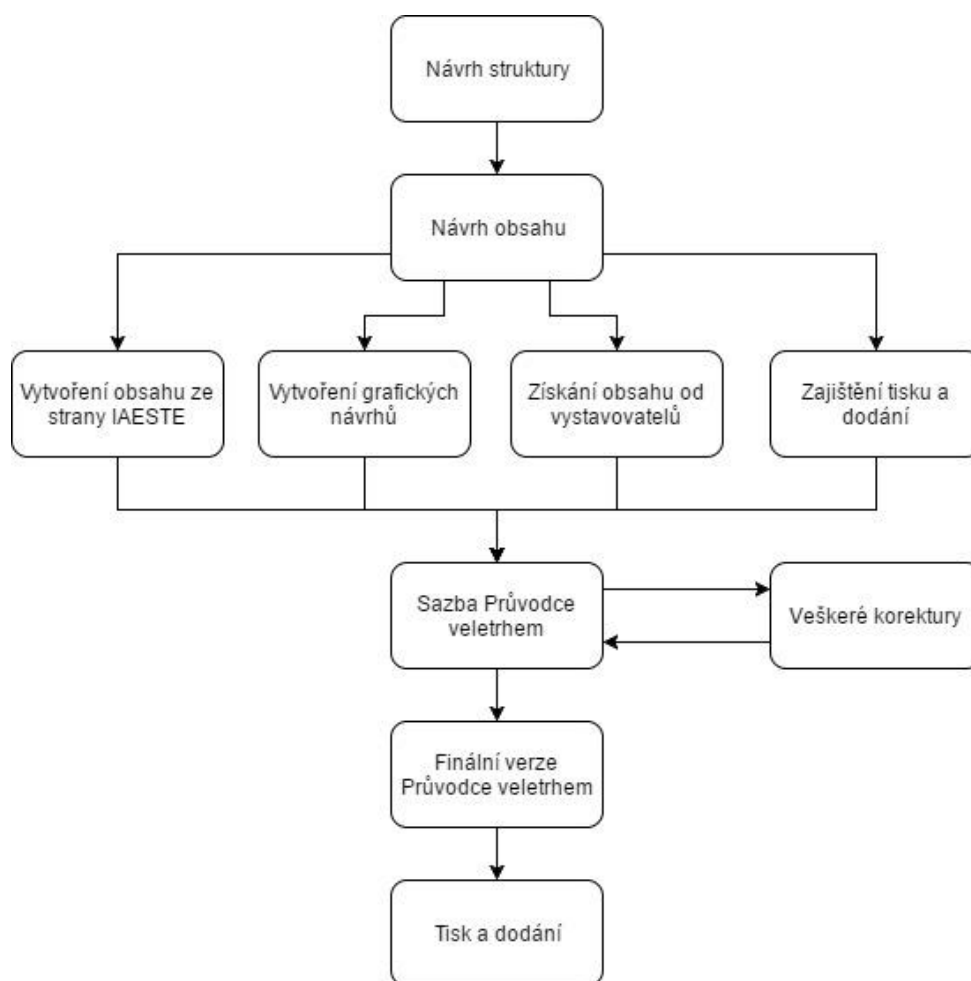 Návrh struktury
Návrh obsahu
Vytvoření obsahu ze
strany IAESTE
Vytvoření grafických
návrhů
Získání obsahu od
vystavovatelů
Zajištění tisku a
dodání
Sazba Průvodce
veletrhem
Veškeré korektury
Finální verze
Průvodce veletrhem
Tisk a dodání